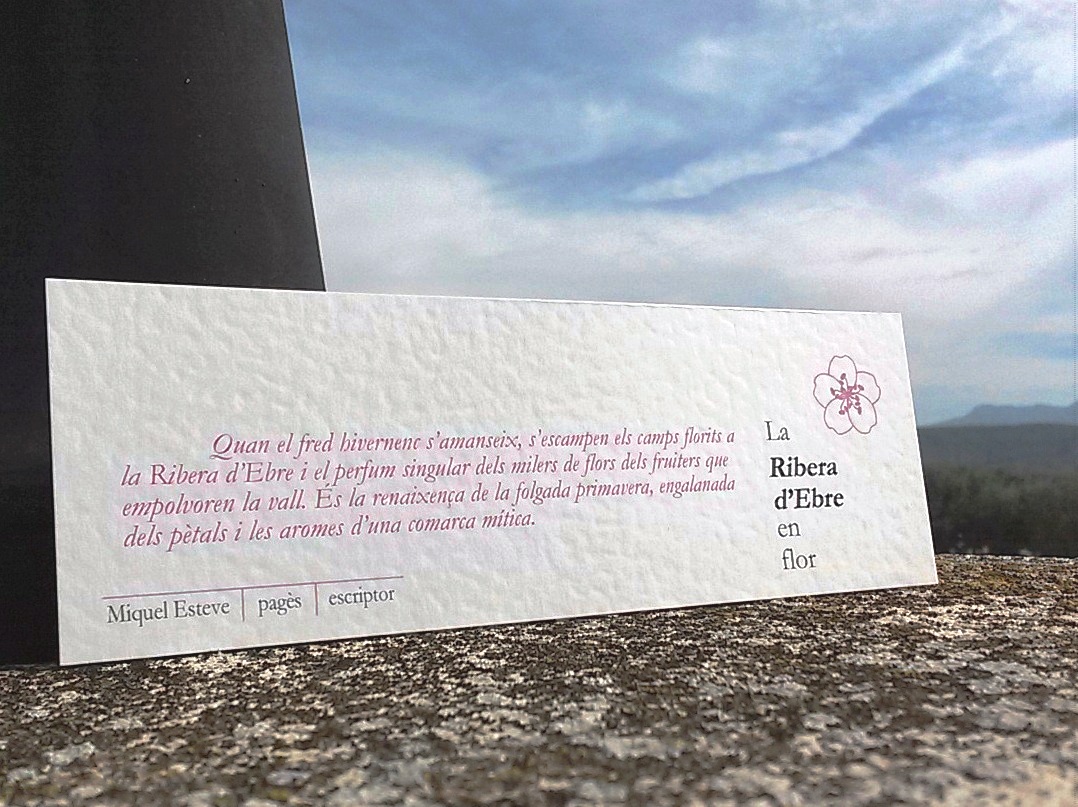 Quan el fred hivernenc s'amanseix, s'escampen els camps florits a
la Ribera d'Ebre i el perfum singular dels milers de flors dels fruiters que
empolvoren la vall. És la renaixença de la folgada primavera, engalanada
dels pètals i les aromes d'una comarca mítica.
Miquel Esteve | pagès | escriptor
La
Ribera
d'Ebre
en
flor